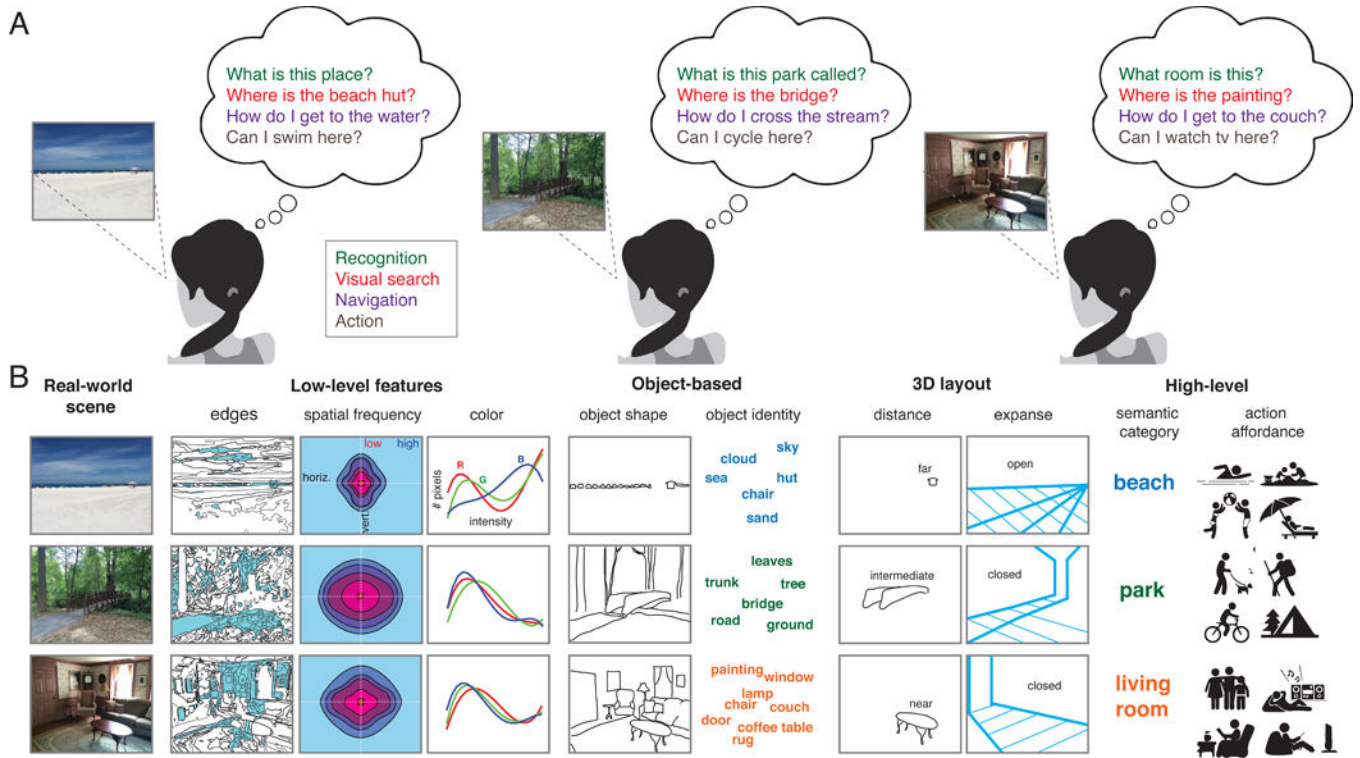 A
What is this place?
Where is the beach hut?
How do I get to the water?
Can I swim here?
What is this park called?
Where is the bridge?
How do I cross the stream?
Can I cycle here?
What room is this?
Where is the painting?
How do I get to the couch?
Can I watch tv here?
Recognition
Visual search
Navigation
Action
B
Real-world
scene
Low-level features
Object-based
3D layout
High-level
edges
spatial frequency
color
object shape
object identity
distance
expanse
semantic
category
action
affordance
low
high
horiz.
vert.
R
G
B
# pixels
intensity
sky
cloud
sea
hut
chair
sand
far
open
beach
leaves
trunk
tree
bridge
road
ground
intermediate
closed
park
painting
window
lamp
chair
couch
door
coffee table
rug
near
closed
living
room